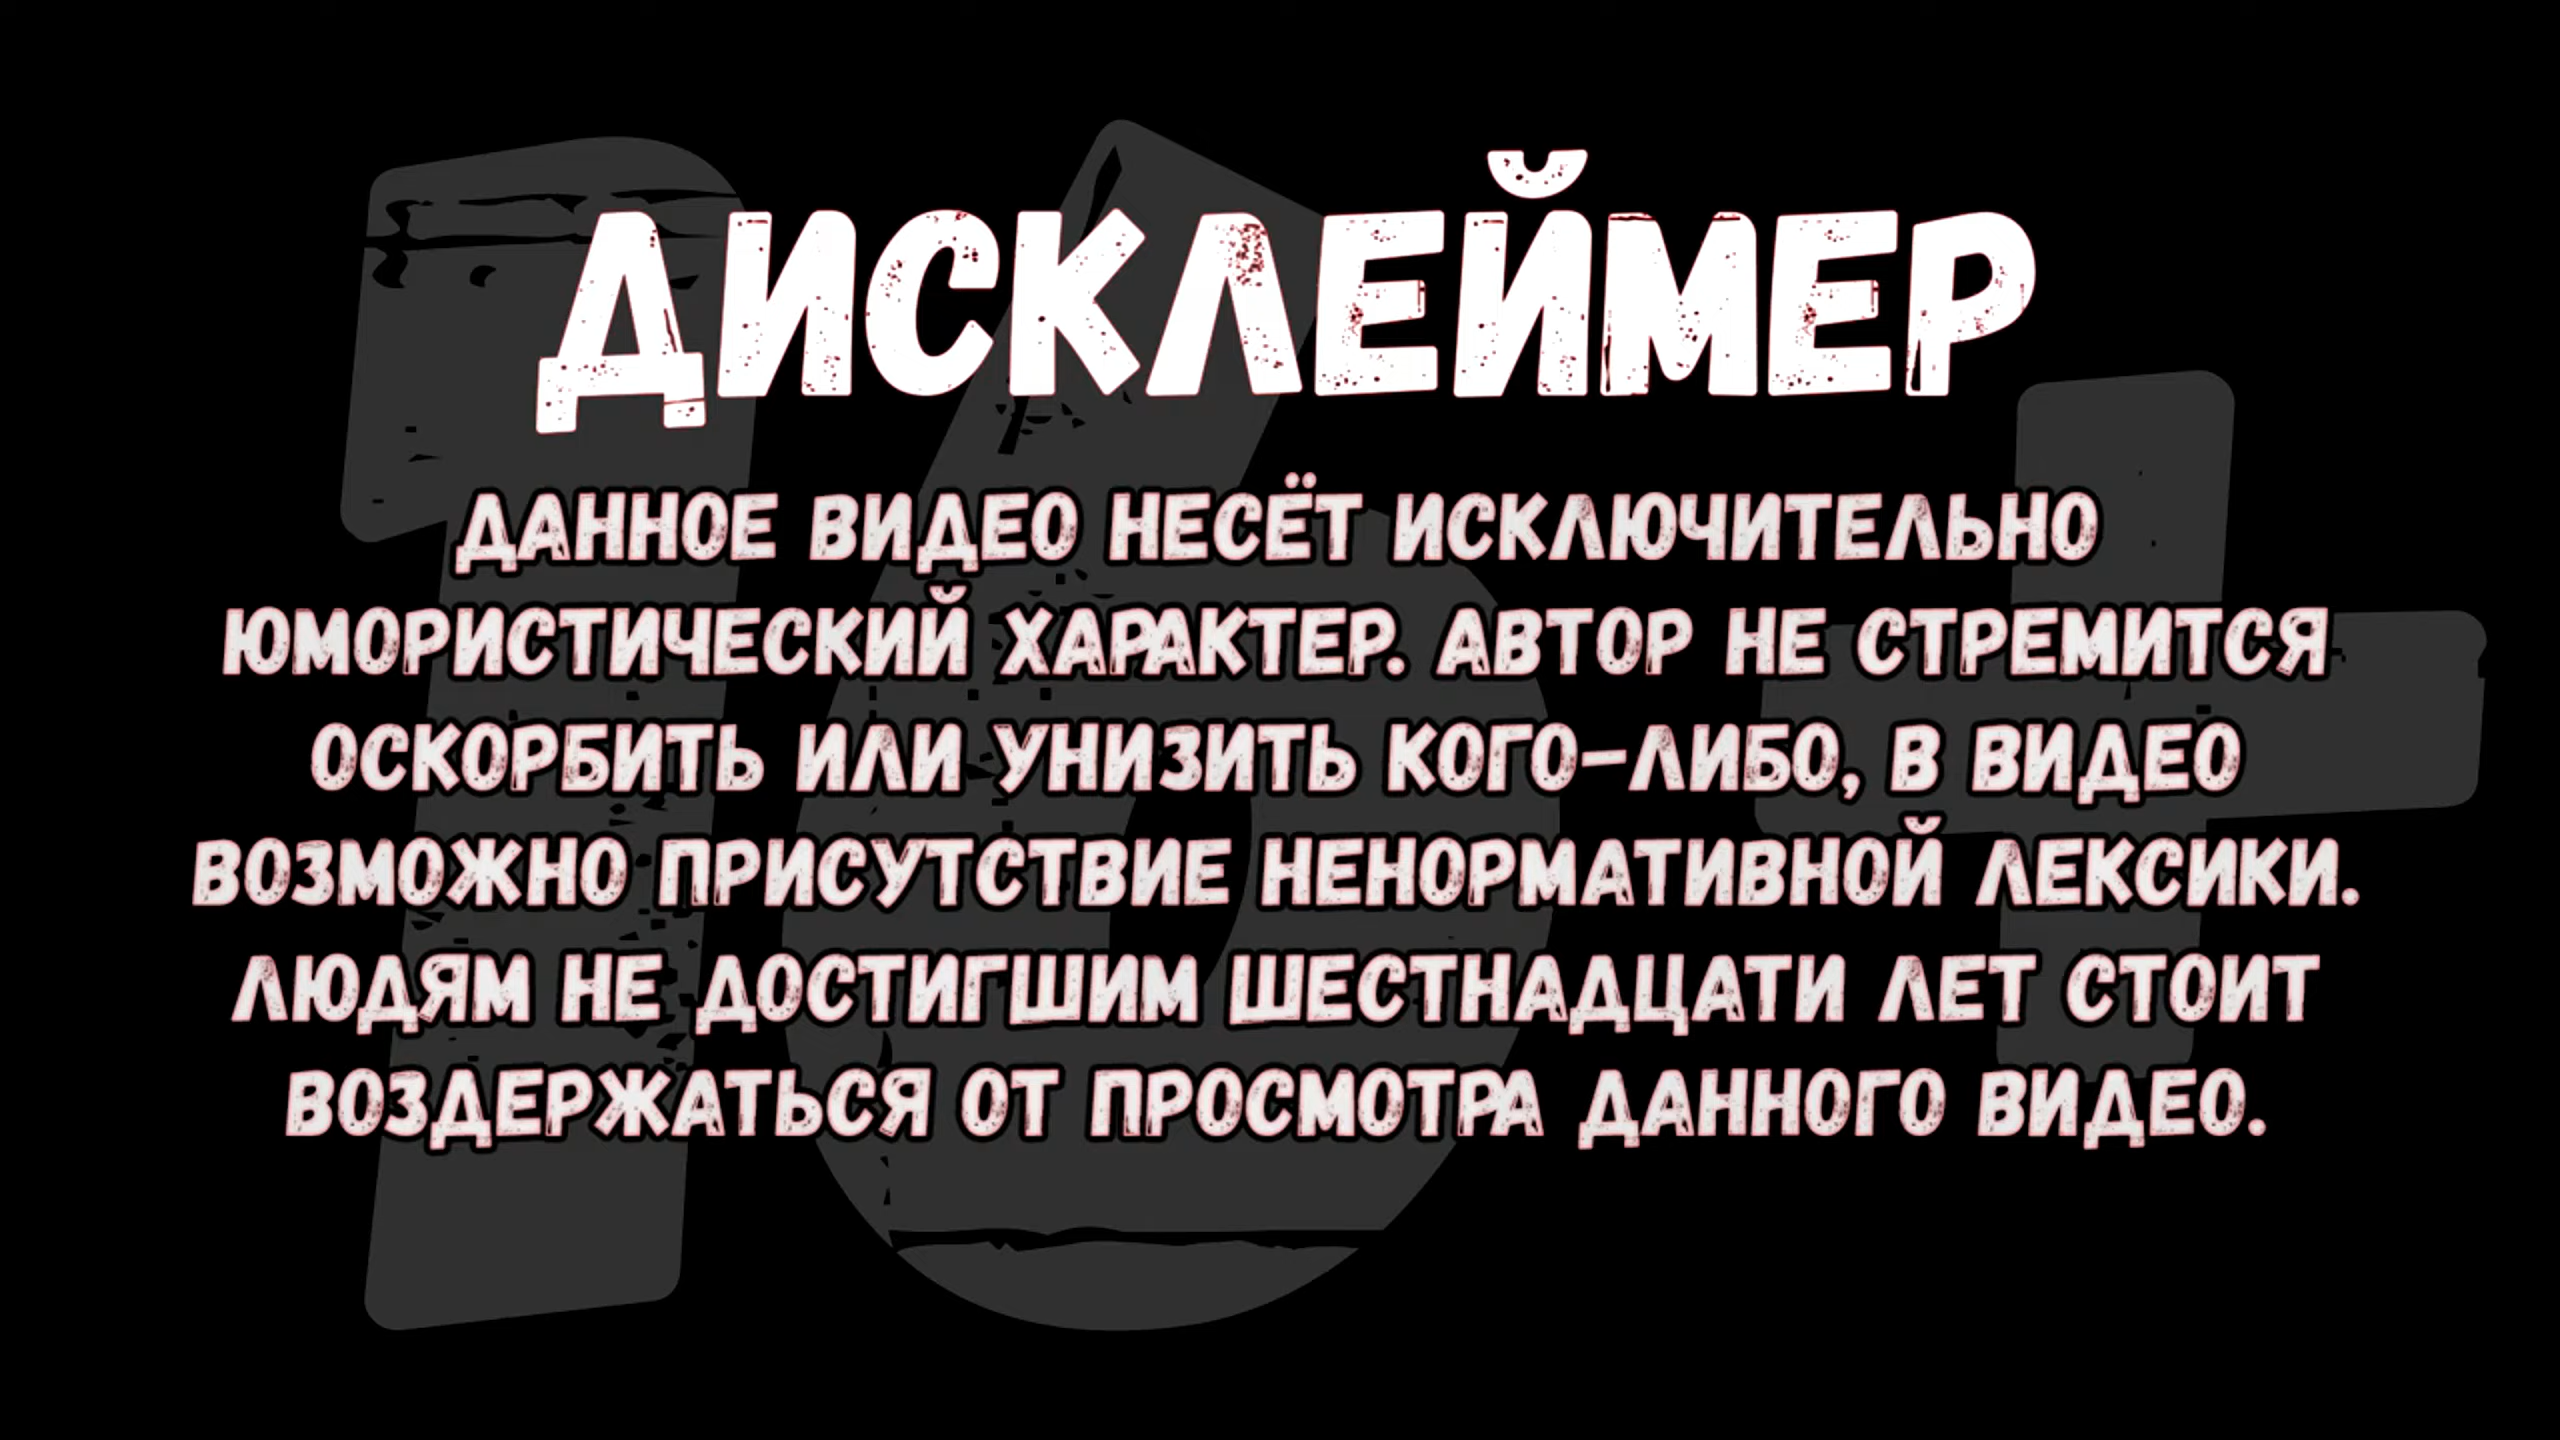 16+
ДИСКЛЕЙМЕР
ДАННОЕ ВИДЕО НЕСЁТ ИСКЛЮЧИТЕЛЬНО
ЮМОРИСТИЧЕСКИЙ ХАРАКТЕР. АВТОР НЕ СТРЕМИТСЯ
ОСКОРБИТЬ ИЛИ УНИЗИТЬ КОГО-ЛИБО, В ВИДЕО
ВОЗМОЖНО ПРИСУТСТВИЕ НЕНОРМАТИВНОЙ ЛЕКСИКИ.
ЛЮДЯМ НЕ ДОСТИГШИМ ШЕСТНАДЦАТИ ЛЕТ СТОИТ
ВОЗДЕРЖАТЬСЯ ОТ ПРОСМОТРА ДАННОГО ВИДЕО.